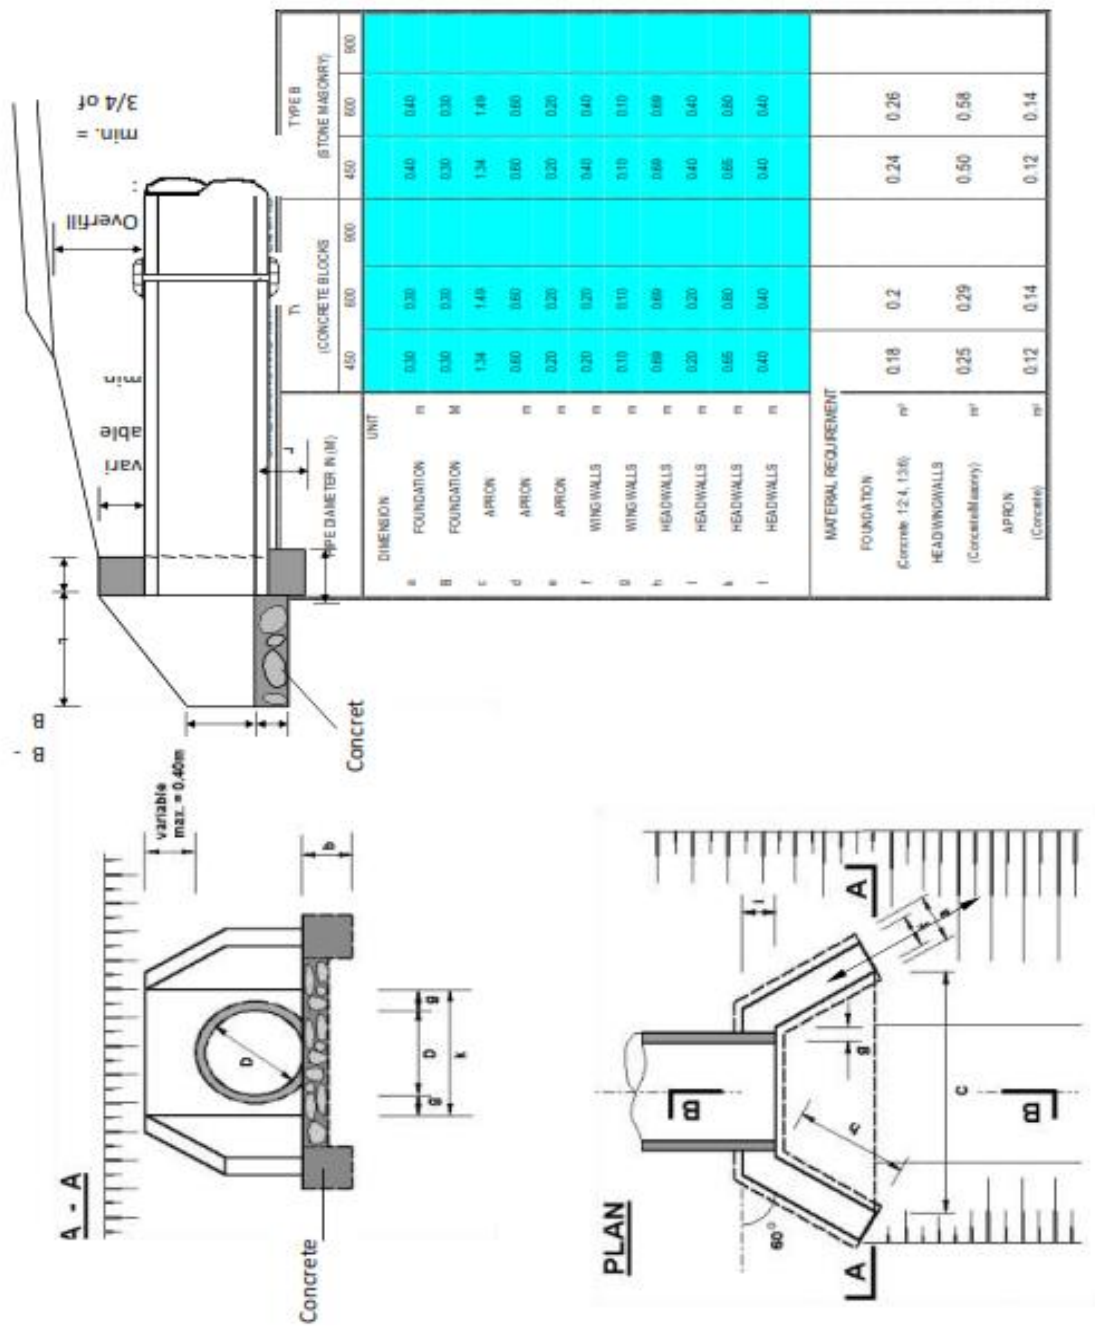 A - A
variable
max. = 0.40m
b
D
g
D
g
k
Concrete
B
-
B
vari
able
min
Overfill
:
min. =
3/4 of
Concret
PLAN
60°
A
A
B
B
C
g
f
a
PE DIAMETER IN (M)
(CONCRETE BLOCKS
TYPE B
(STONE MASONRY)
450 600 900 450 600 900
DIMENSION UNIT
a FOUNDATION m 0.30 0.30 0.40 0.40
B FOUNDATION M 0.30 0.30 0.30 0.30
c APRON 1.34 1.49 1.34 1.49
d APRON m 0.60 0.60 0.60 0.60
e APRON m 0.20 0.20 0.20 0.20
f WINGWALLS m 0.20 0.20 0.40 0.40
g WINGWALLS m 0.10 0.10 0.10 0.10
h HEADWALLS m 0.69 0.69 0.69 0.69
i HEADWALLS m 0.20 0.20 0.40 0.40
k HEADWALLS m 0.65 0.80 0.65 0.80
l HEADWALLS m 0.40 0.40 0.40 0.40
MATERIAL REQUIREMENT
FOUNDATION
(Concrete 1:2:4, 1:3:6) m³ 0.18 0.2 0.24 0.26
HEADWINGWALLS
(Concrete/Masonry) m³ 0.25 0.29 0.50 0.58
APRON
(Concrete) m³ 0.12 0.14 0.12 0.14